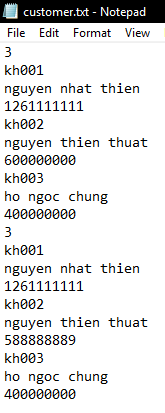 customer.txt - Notepad
File Edit Format View
3
kh001
nguyen nhat thien
1261111111
kh002
nguyen thien thuat
600000000
kh003
ho ngoc chung
400000000
3
kh001
nguyen nhat thien
1261111111
kh002
nguyen thien thuat
588888889
kh003
ho ngoc chung
400000000